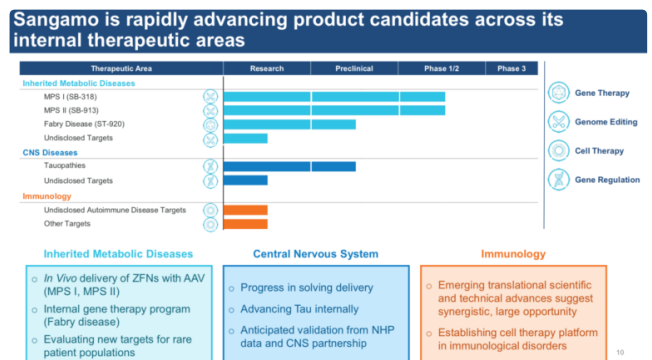 Sangamo is rapidly advancing product candidates across its
internal therapeutic areas
Therapeutic Area Research Preclinical Phase 1/2 Phase 3
Inherited Metabolic Diseases
MPS I (SB-318)
MPS II (SB-913)
Fabry Disease (ST-920)
Undisclosed Targets
CNS Diseases
Tauopathies
Undisclosed Targets
Immunology
Undisclosed Autoimmune Disease Targets
Other Targets
Gene Therapy
Genome Editing
Cell Therapy
Gene Regulation
Inherited Metabolic Diseases
○ In Vivo delivery of ZFNs with AAV
(MPS I, MPS II)
○ Internal gene therapy program
(Fabry disease)
○ Evaluating new targets for rare
patient populations
Central Nervous System
○ Progress in solving delivery
○ Advancing Tau internally
○ Anticipated validation from NHP
data and CNS partnership
Immunology
○ Emerging translational scientific
and technical advances suggest
synergistic, large opportunity
○ Establishing cell therapy platform
in immunological disorders
10